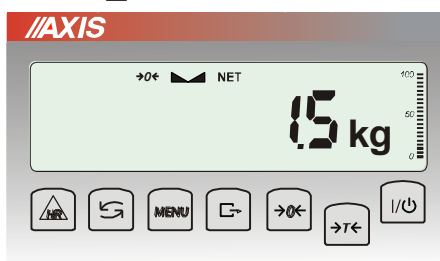 //AXIS
→0← NET 100
50
1.5 kg
0
HR MENU →0← →T← I/⏻